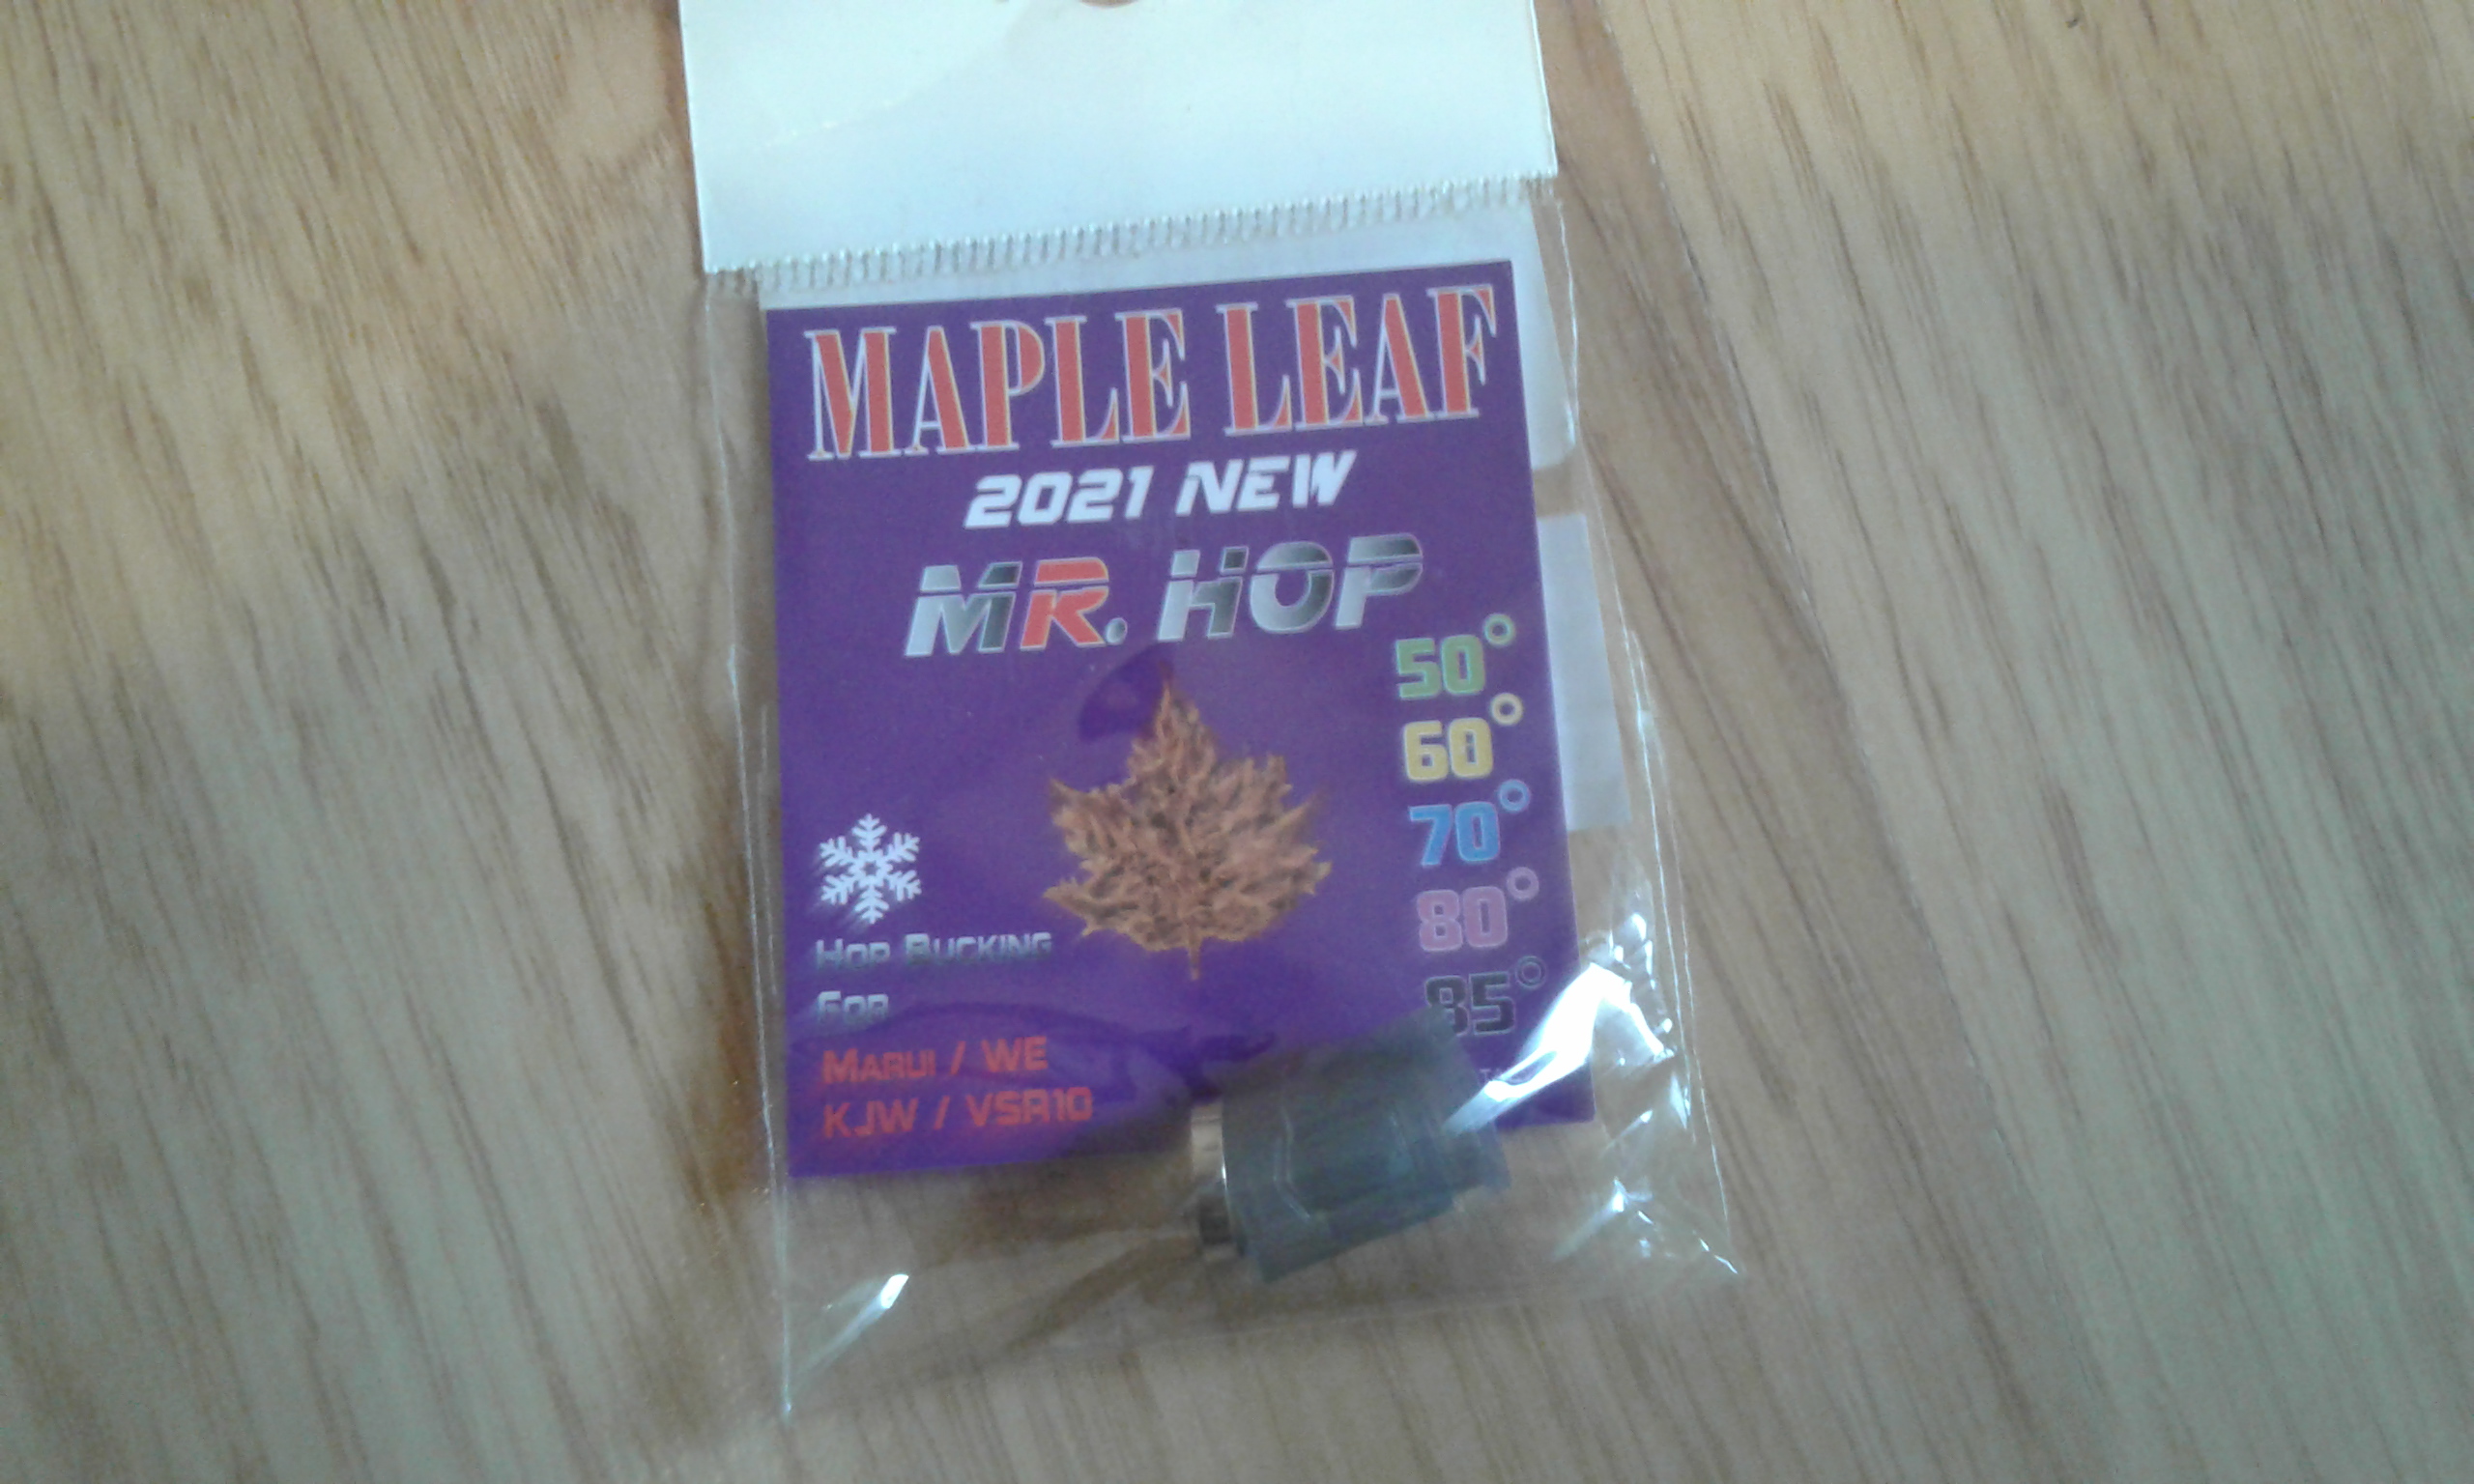 MAPLE LEAF
2021 NEW
MR. HOP
50°
60°
70°
80°
85°
HOP BUCKING
FOR
MARUI / WE
KJW / VSR10